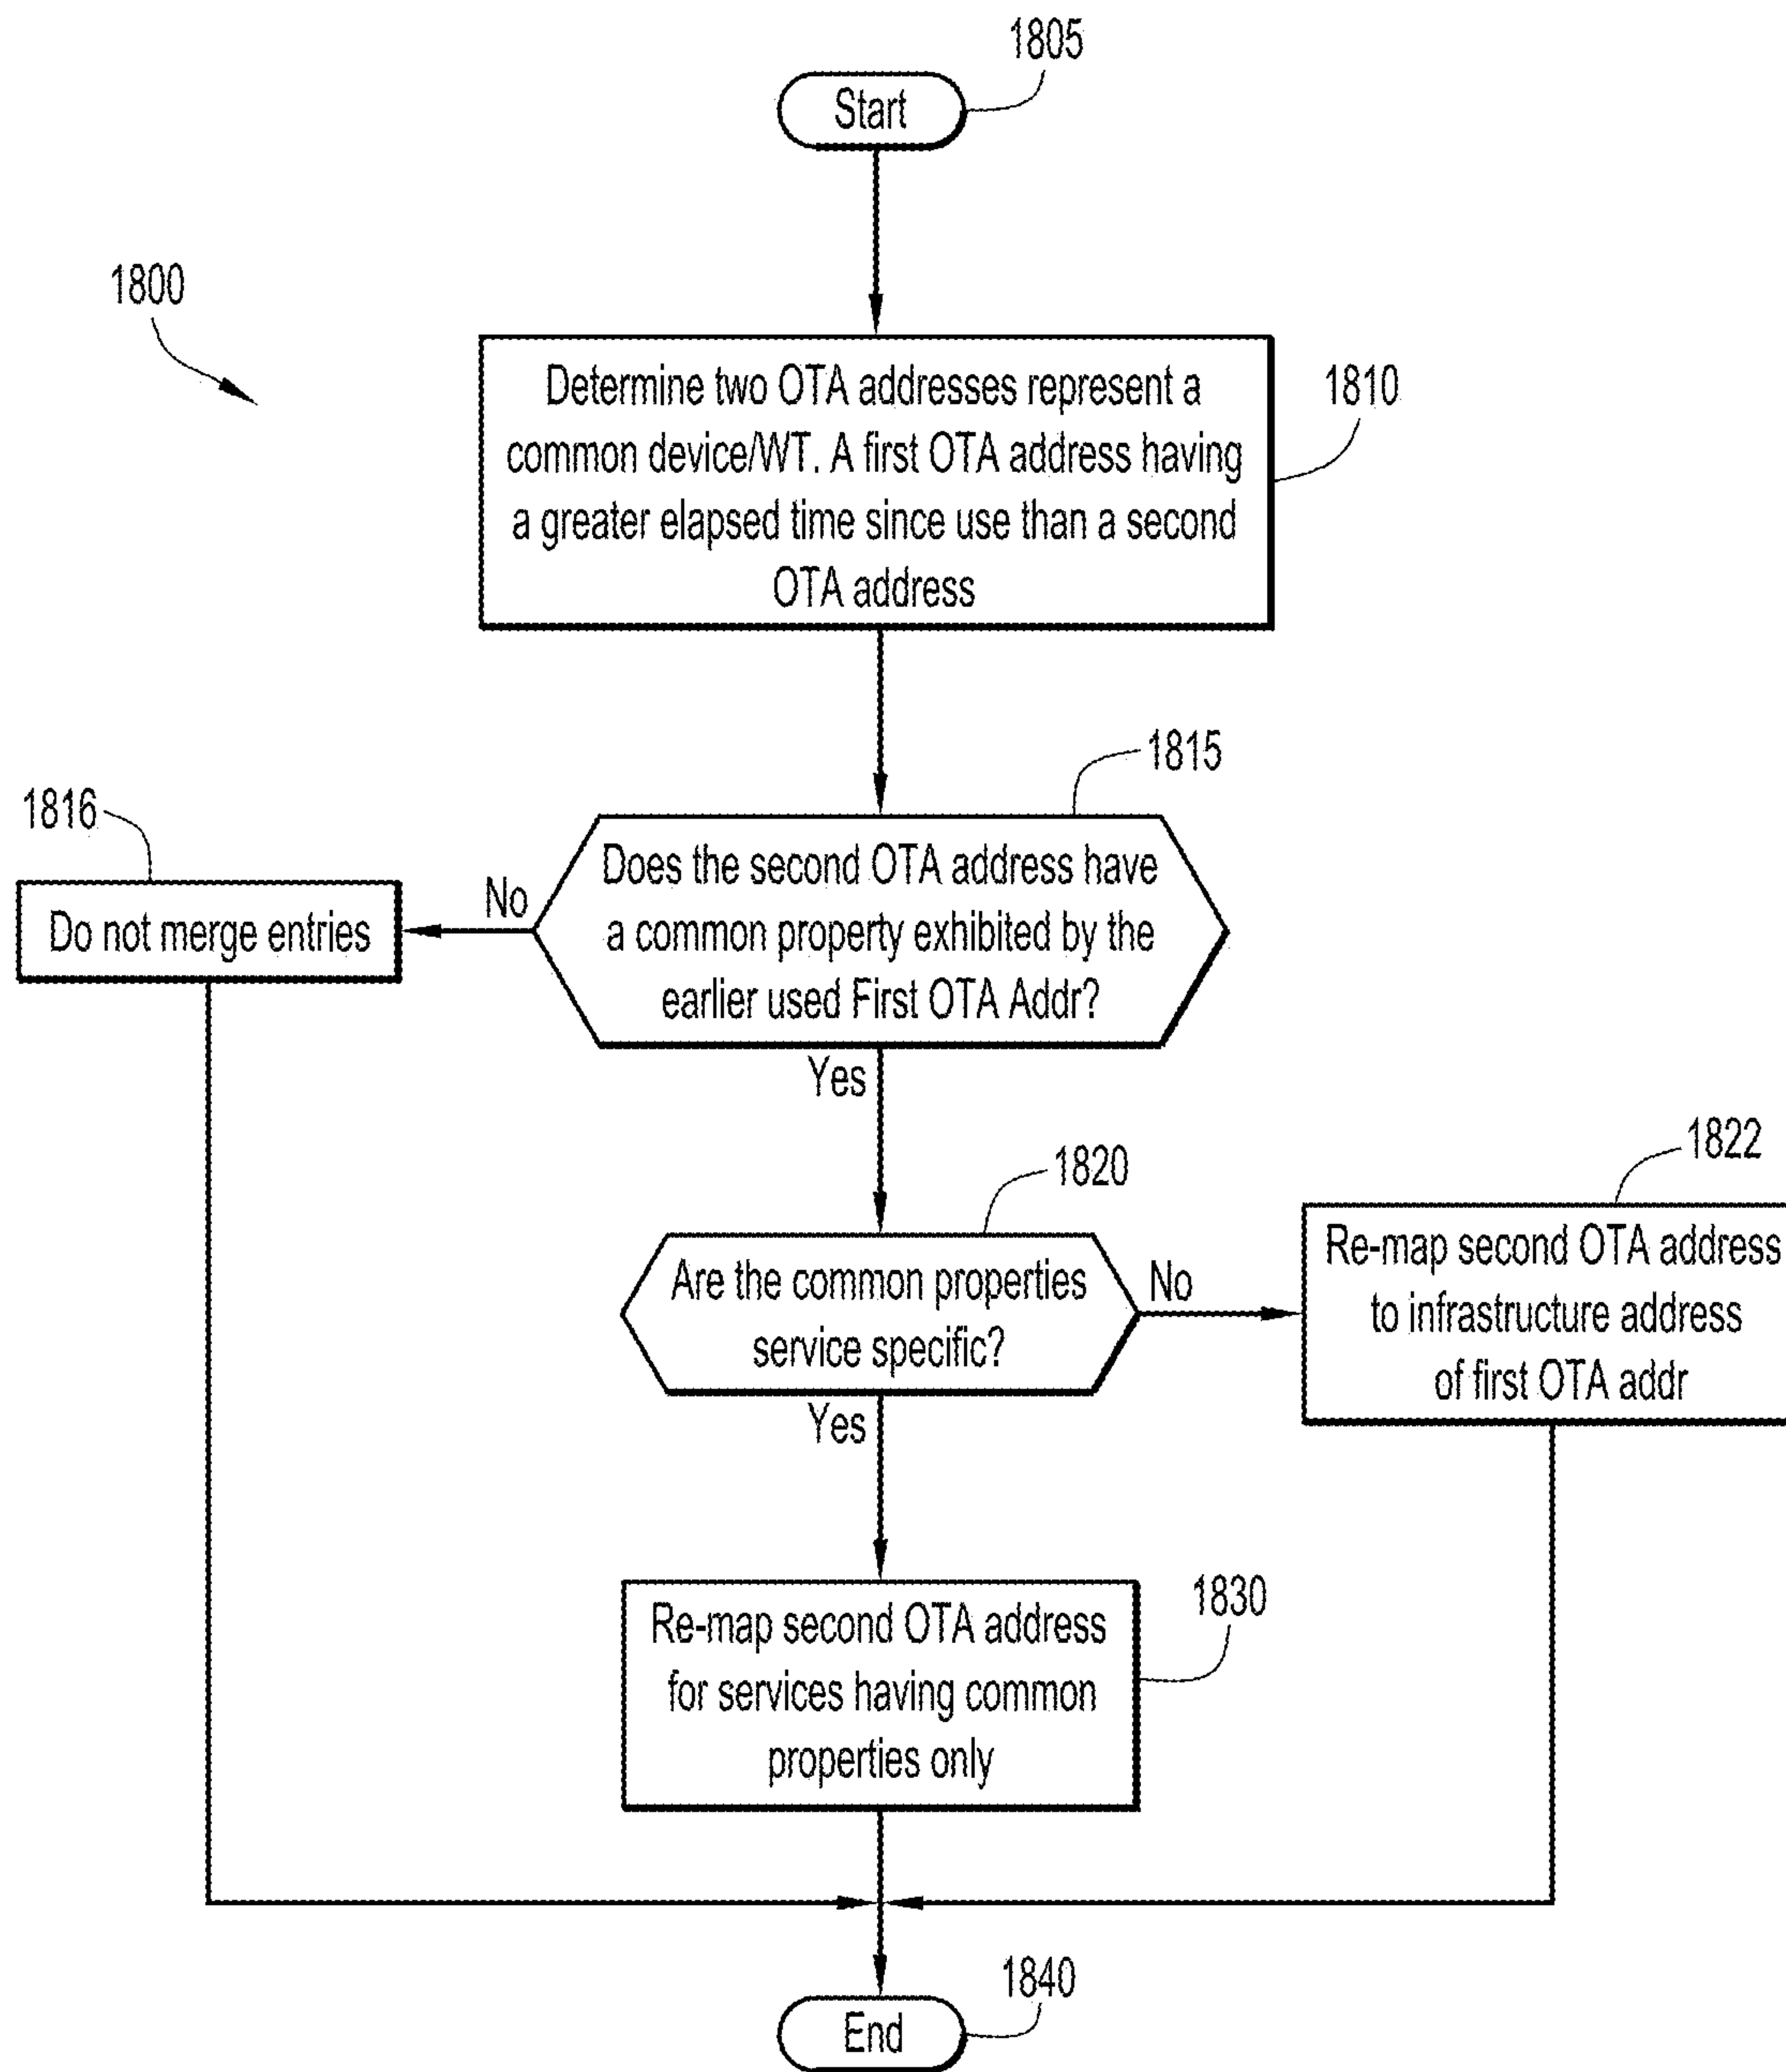 1805
Start
1800
Determine two OTA addresses represent a
common device/WT. A first OTA address having
a greater elapsed time since use than a second
OTA address
1810
1815
1816
Does the second OTA address have
a common property exhibited by the
earlier used First OTA Addr?
No
Do not merge entries
Yes
1820
1822
Are the common properties
service specific?
No
Re-map second OTA address
to infrastructure address
of first OTA addr
Yes
1830
Re-map second OTA address
for services having common
properties only
1840
End